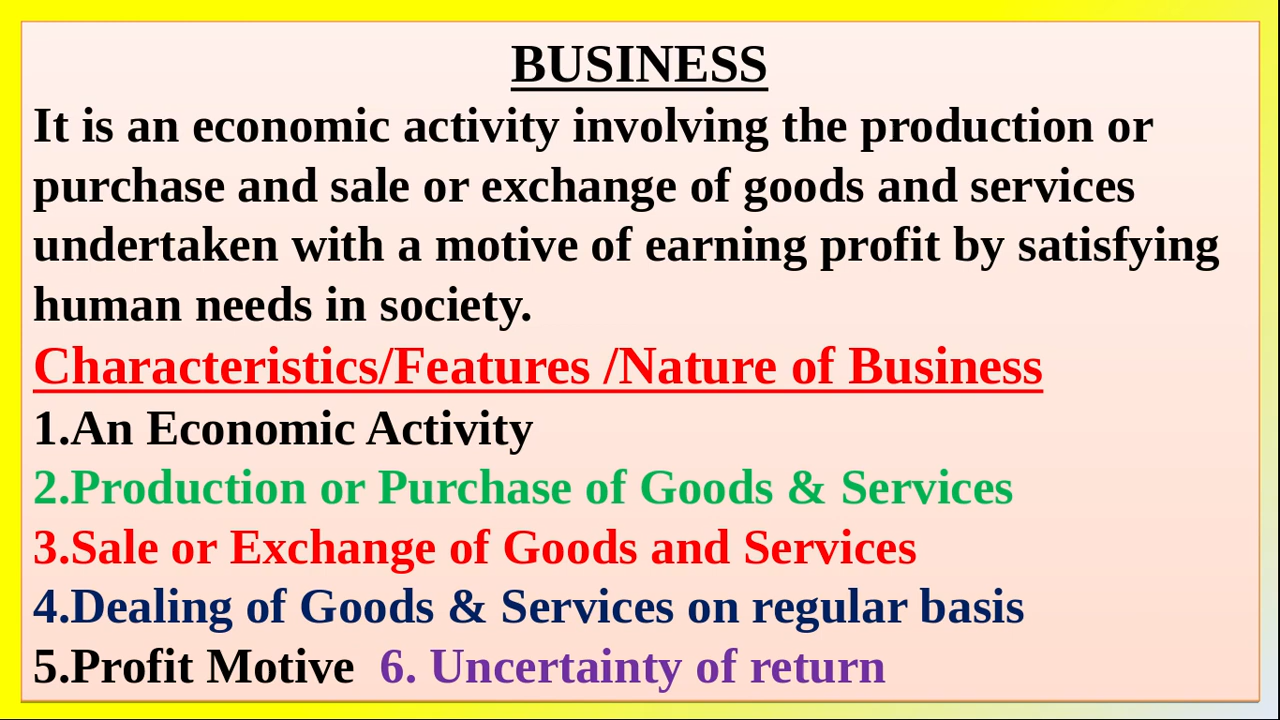 BUSINESS
It is an economic activity involving the production or
purchase and sale or exchange of goods and services
undertaken with a motive of earning profit by satisfying
human needs in society.
Characteristics/Features /Nature of Business
1.An Economic Activity
2.Production or Purchase of Goods & Services
3.Sale or Exchange of Goods and Services
4.Dealing of Goods & Services on regular basis
5.Profit Motive  6. Uncertainty of return